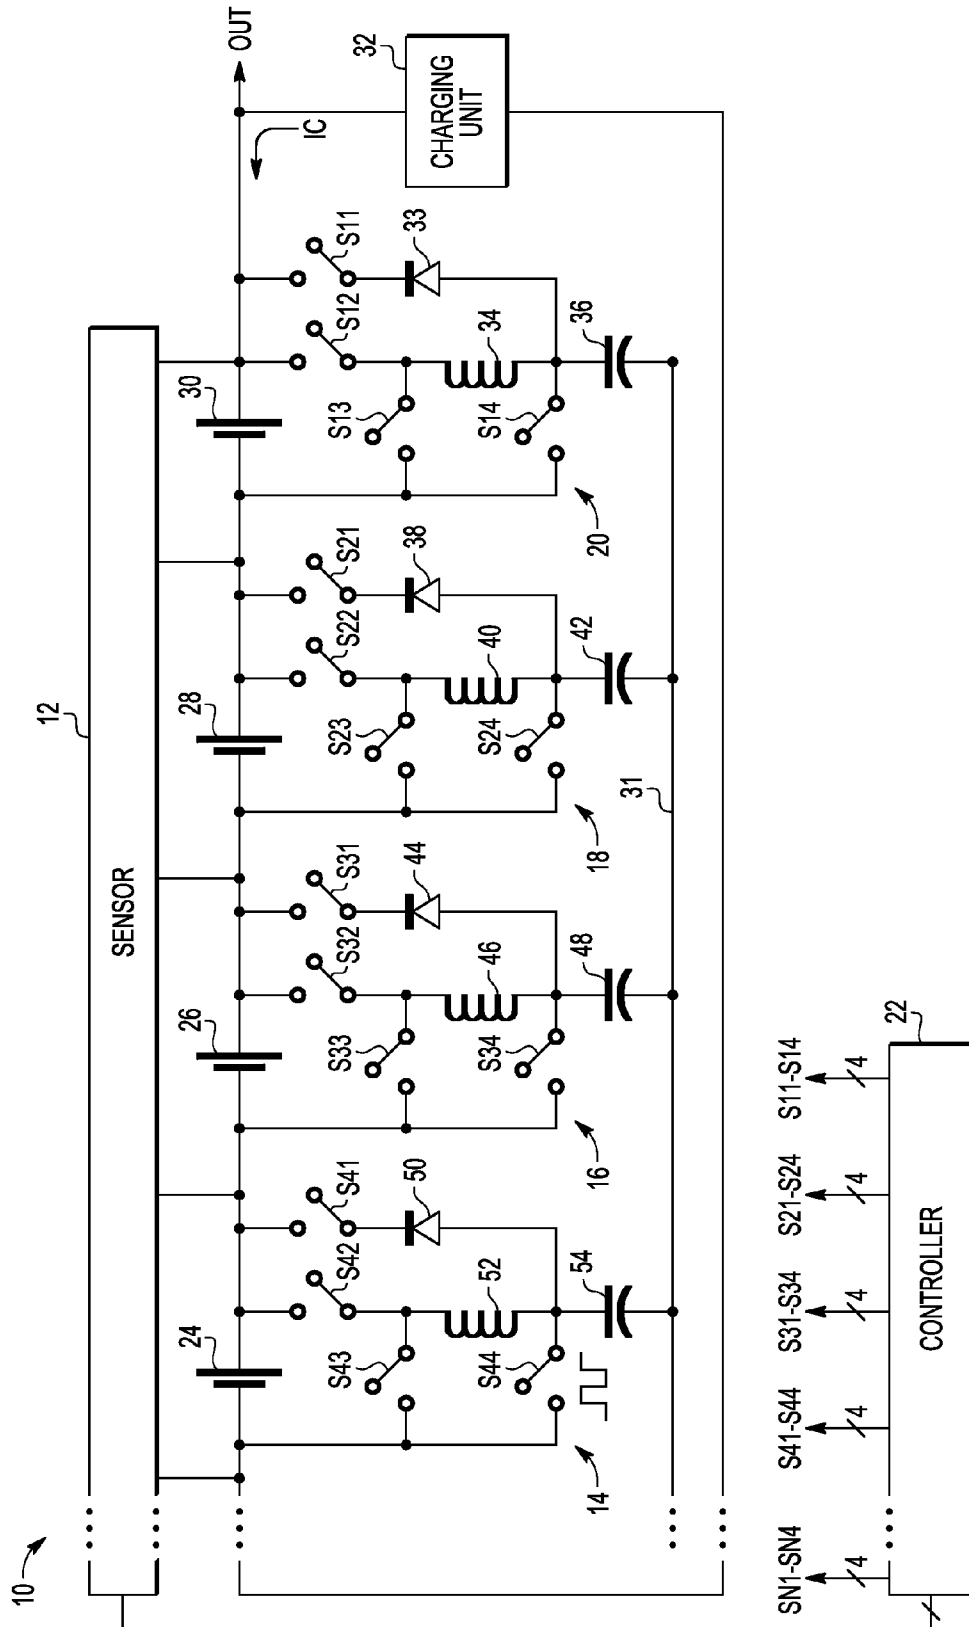 10
12
SENSOR
OUT
IC
32
CHARGING
UNIT
24
26
28
30
S42
S41
S43
S44
50
52
54
14
S32
S31
S33
S34
44
46
48
16
S22
S21
S23
S24
38
40
42
18
S12
S11
S13
S14
33
34
36
20
31
SN1-SN4
S41-S44
S31-S34
S21-S24
S11-S14
4
4
4
4
4
CONTROLLER
22